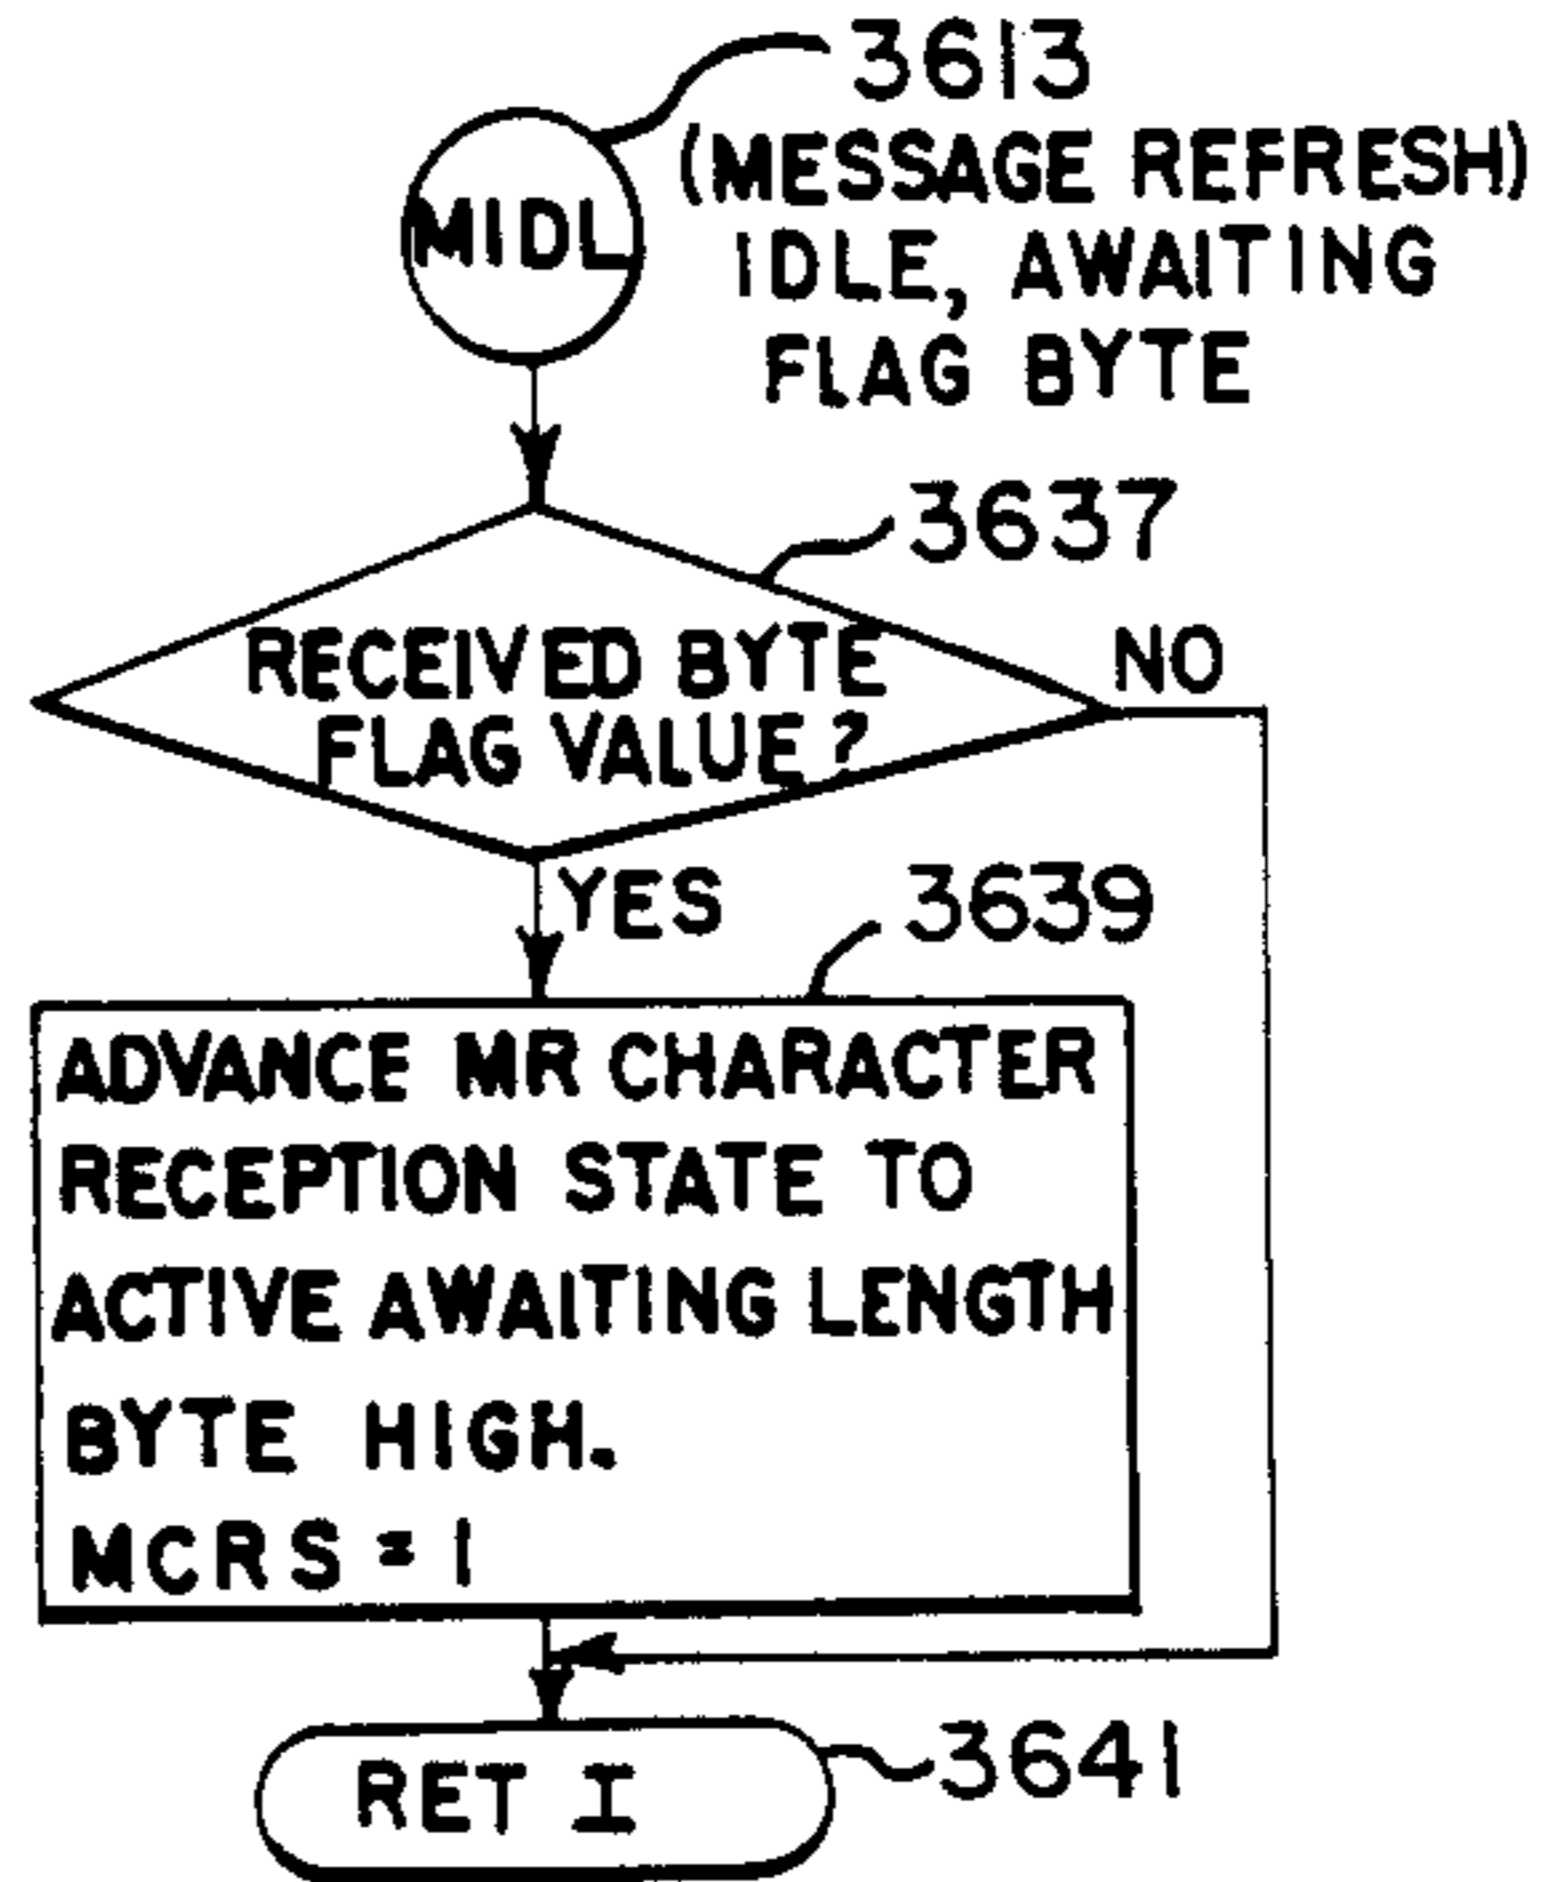 3613
MIDL
(MESSAGE REFRESH)
IDLE, AWAITING
FLAG BYTE
3637
RECEIVED BYTE
FLAG VALUE?
NO
YES
3639
ADVANCE MR CHARACTER
RECEPTION STATE TO
ACTIVE AWAITING LENGTH
BYTE HIGH.
MCRS = 1
RET I
3641